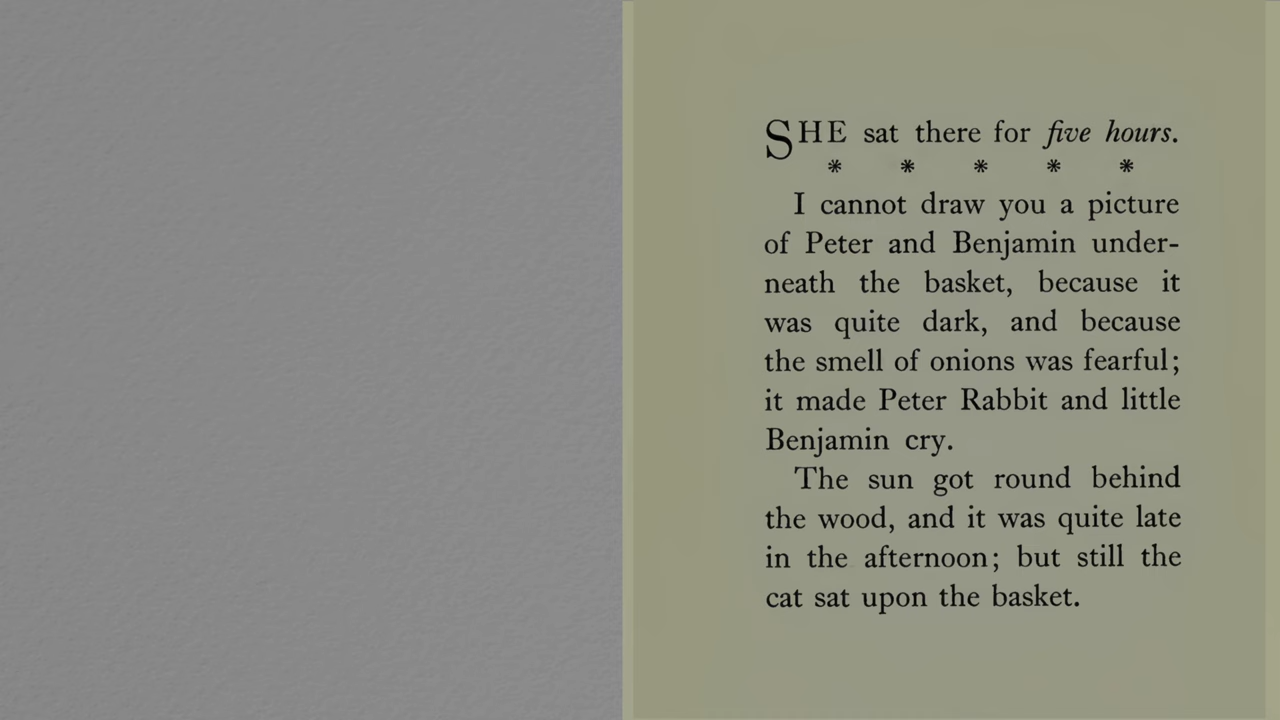 SHE sat there for five hours.
* * * * *
I cannot draw you a picture
of Peter and Benjamin under-
neath the basket, because it
was quite dark, and because
the smell of onions was fearful;
it made Peter Rabbit and little
Benjamin cry.
The sun got round behind
the wood, and it was quite late
in the afternoon; but still the
cat sat upon the basket.